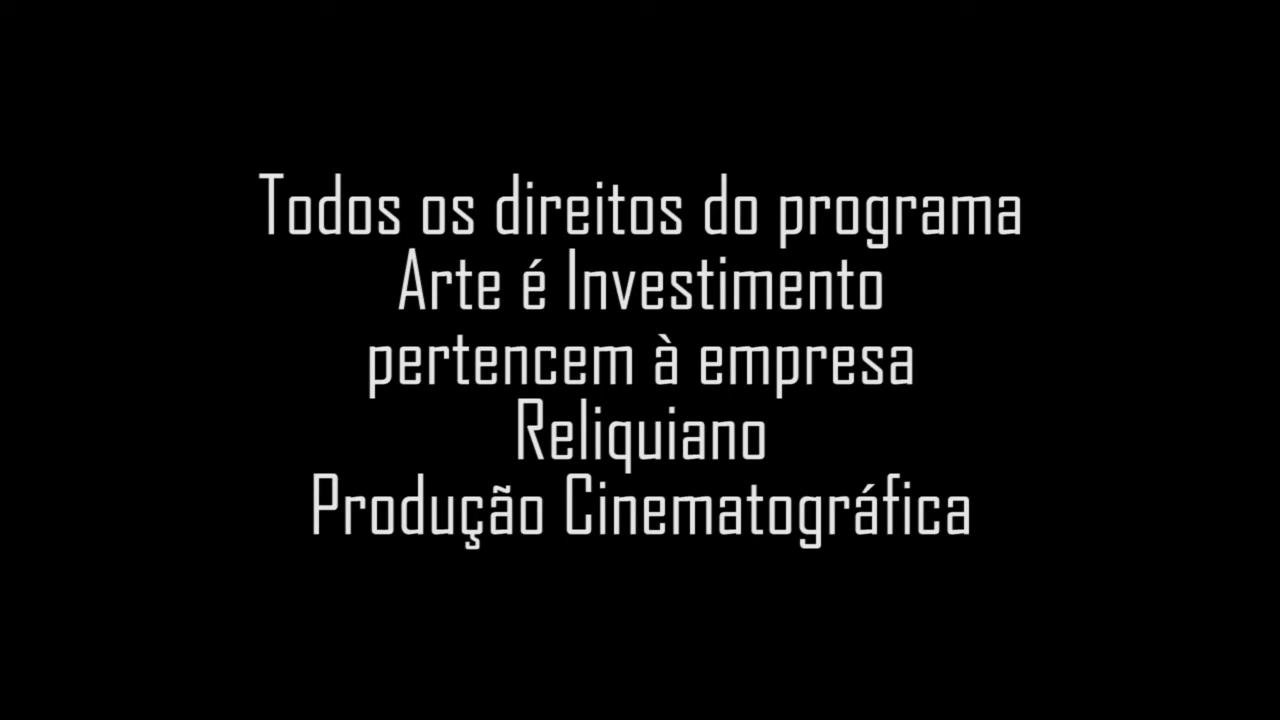 Todos os direitos do programa
Arte é Investimento
pertencem à empresa
Reliquiano
Produção Cinematográfica